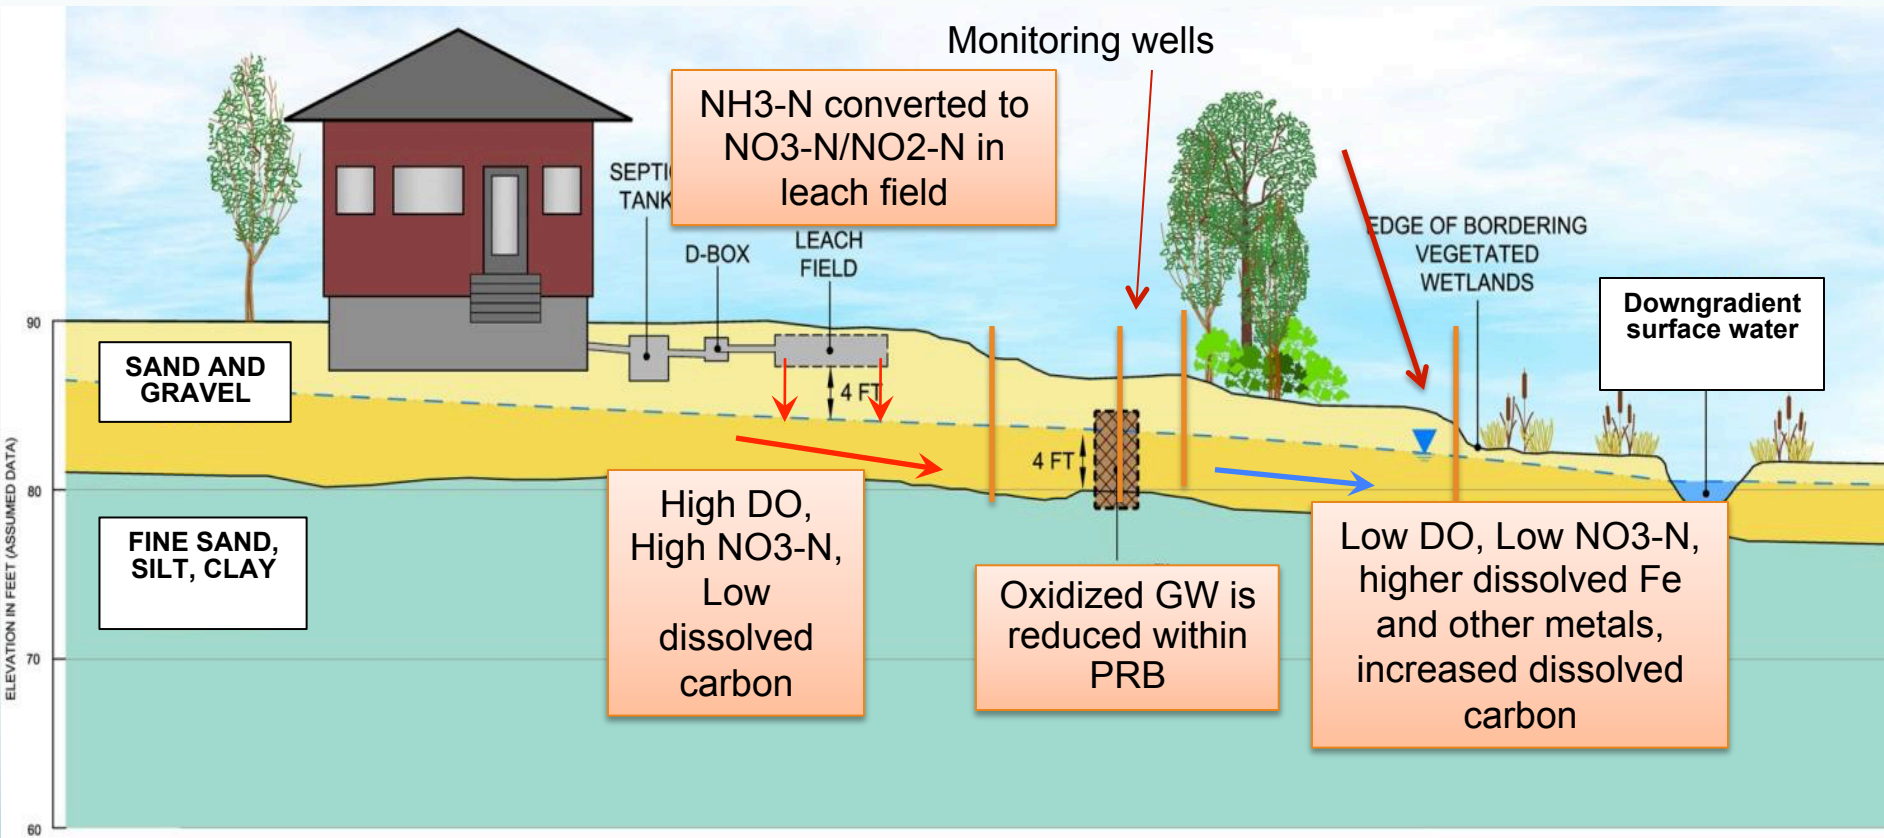 Monitoring wells
NH3-N converted to
NO3-N/NO2-N in
leach field
TANK
D-BOX
LEACH
FIELD
EDGE OF BORDERING
VEGETATED
WETLANDS
Downgradient
surface water
90
SAND AND
GRAVEL
4 FT
4 FT
80
FINE SAND,
SILT, CLAY
High DO,
High NO3-N,
Low
dissolved
carbon
Oxidized GW is
reduced within
PRB
Low DO, Low NO3-N,
higher dissolved Fe
and other metals,
increased dissolved
carbon
70
60
ELEVATION IN FEET (ASSUMED DATA)